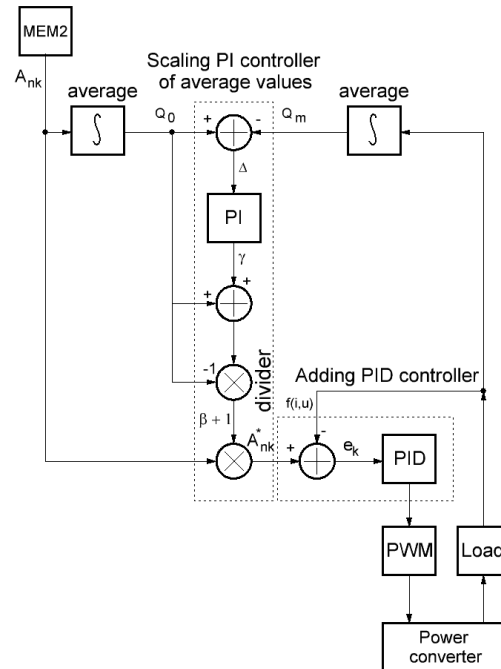 MEM2
A_nk
Scaling PI controller
of average values
average
average
∫
∫
Q_0
+
-
Q_m
Δ
PI
γ
+
+
-1
divider
β + 1
Adding PID controller
f(i,u)
-
A*_nk
+
e_k
PID
PWM
Load
Power
converter